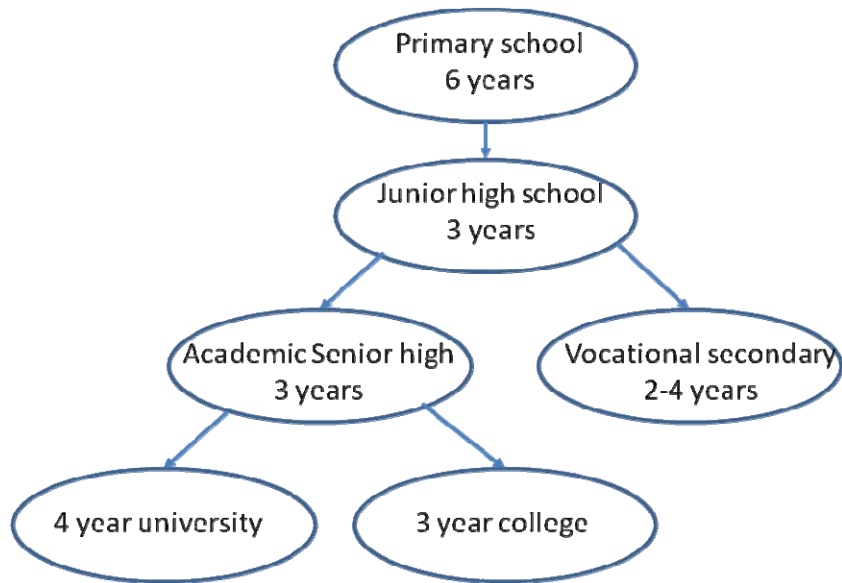 Primary school
6 years
Junior high school
3 years
Academic Senior high
3 years
Vocational secondary
2-4 years
4 year university
3 year college